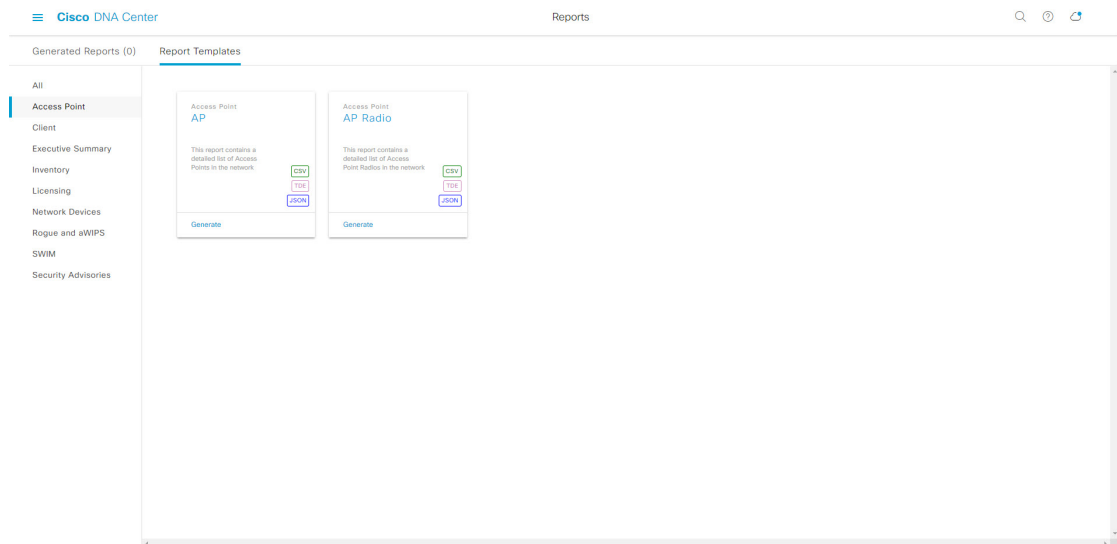 Cisco DNA Center
Reports
Generated Reports (0)
Report Templates
All
Access Point
Client
Executive Summary
Inventory
Licensing
Network Devices
Rogue and aWIPS
SWIM
Security Advisories
Access Point
AP
This report contains a
detailed list of Access
Points in the network
CSV
TDE
JSON
Generate
Access Point
AP Radio
This report contains a
detailed list of Access
Point Radios in the network
CSV
TDE
JSON
Generate